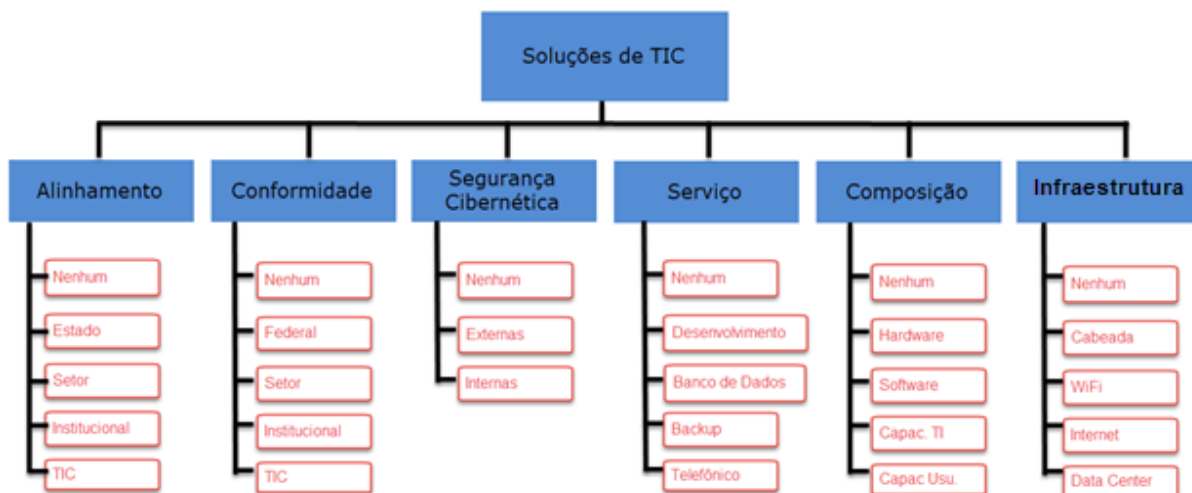 Soluções de TIC
Alinhamento
Conformidade
Segurança
Cibernética
Serviço
Composição
Infraestrutura
Nenhum
Estado
Setor
Institucional
TIC
Nenhum
Federal
Setor
Institucional
TIC
Nenhum
Externas
Internas
Nenhum
Desenvolvimento
Banco de Dados
Backup
Telefônico
Nenhum
Hardware
Software
Capac. TI
Capac Usu.
Nenhum
Cabeada
WiFi
Internet
Data Center